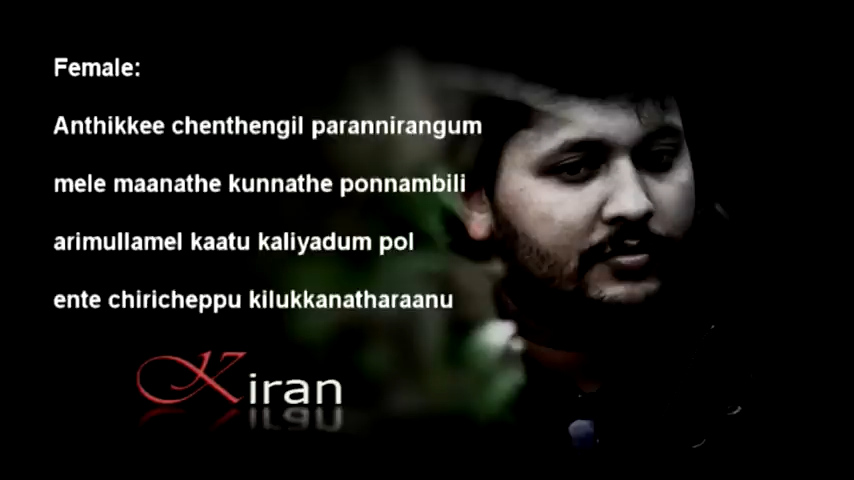 Female:
Anthikkee chenthengil parannirangum
mele maanathe kunnathe ponnambili
arimullamel kaatu kaliyadum pol
ente chiricheppu kilukkanatharaanu
Kiran